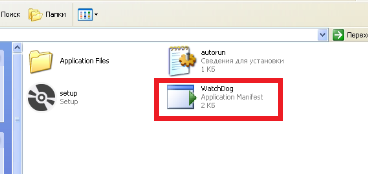 Поиск Папки
Перехо
Application Files
autorun
Сведения для установки
1 КБ
setup
Setup
WatchDog
Application Manifest
2 КБ